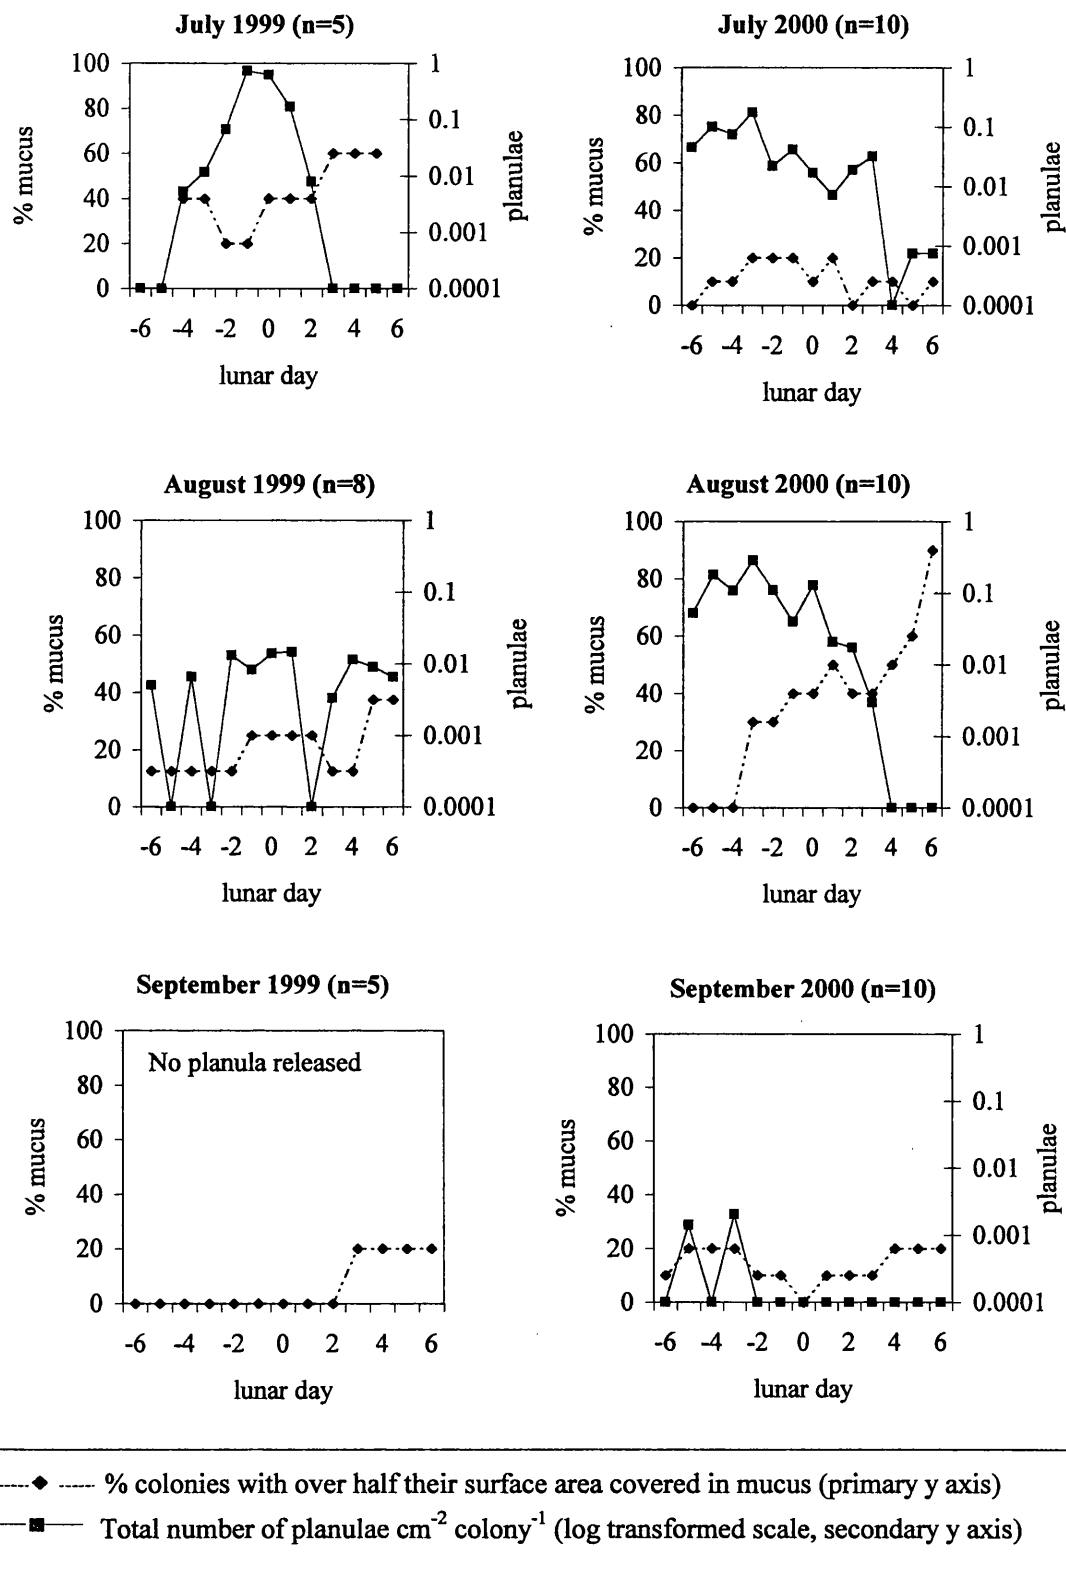 July 1999 (n=5)
100
80
60
40
20
0
% mucus
1
0.1
0.01
0.001
0.0001
planulae
-6 -4 -2 0 2 4 6
lunar day
July 2000 (n=10)
100
80
60
40
20
0
% mucus
1
0.1
0.01
0.001
0.0001
planulae
-6 -4 -2 0 2 4 6
lunar day
August 1999 (n=8)
100
80
60
40
20
0
% mucus
1
0.1
0.01
0.001
0.0001
planulae
-6 -4 -2 0 2 4 6
lunar day
August 2000 (n=10)
100
80
60
40
20
0
% mucus
1
0.1
0.01
0.001
0.0001
planulae
-6 -4 -2 0 2 4 6
lunar day
September 1999 (n=5)
No planula released
100
80
60
40
20
0
% mucus
-6 -4 -2 0 2 4 6
lunar day
September 2000 (n=10)
100
80
60
40
20
0
% mucus
1
0.1
0.01
0.001
0.0001
planulae
-6 -4 -2 0 2 4 6
lunar day
% colonies with over half their surface area covered in mucus (primary y axis)
Total number of planulae cm⁻² colony⁻¹ (log transformed scale, secondary y axis)